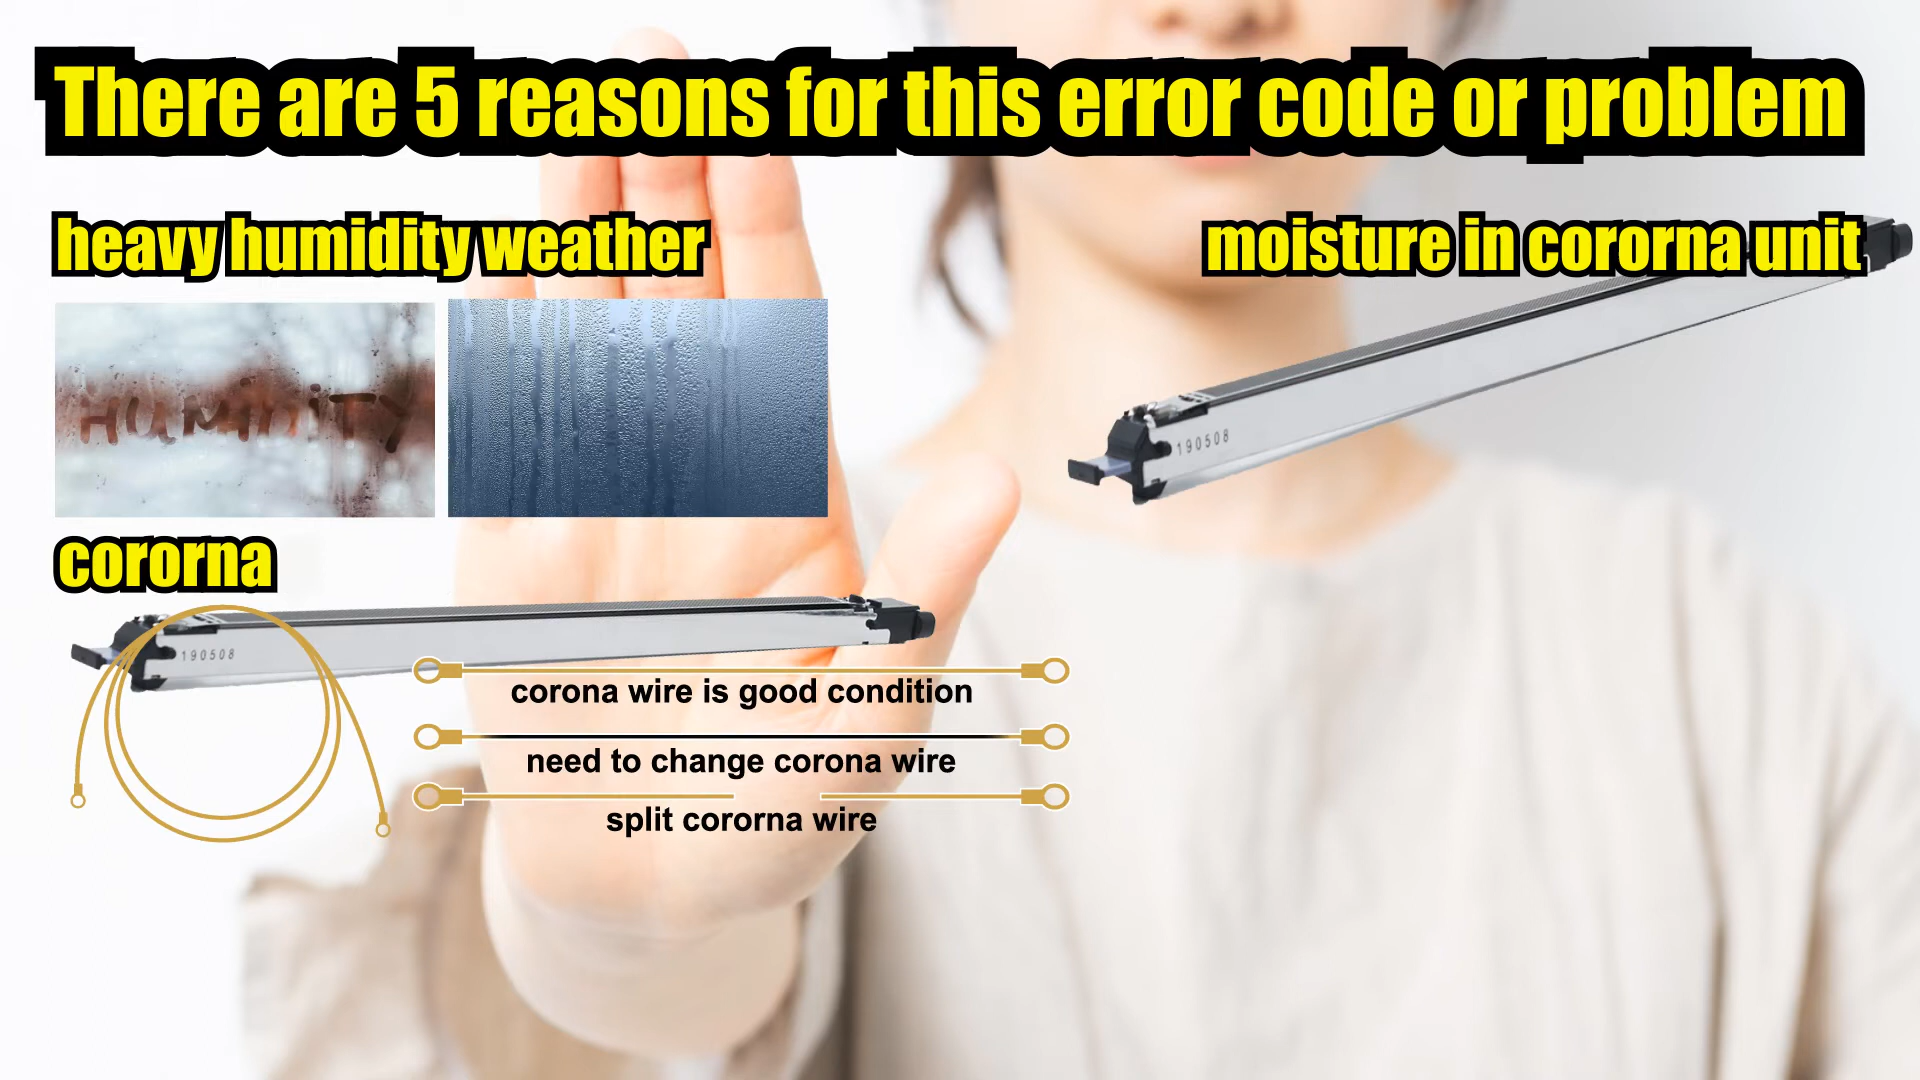 There are 5 reasons for this error code or problem
heavy humidity weather
moisture in cororna unit
HUMIDITY
190508
cororna
190508
corona wire is good condition
need to change corona wire
split cororna wire